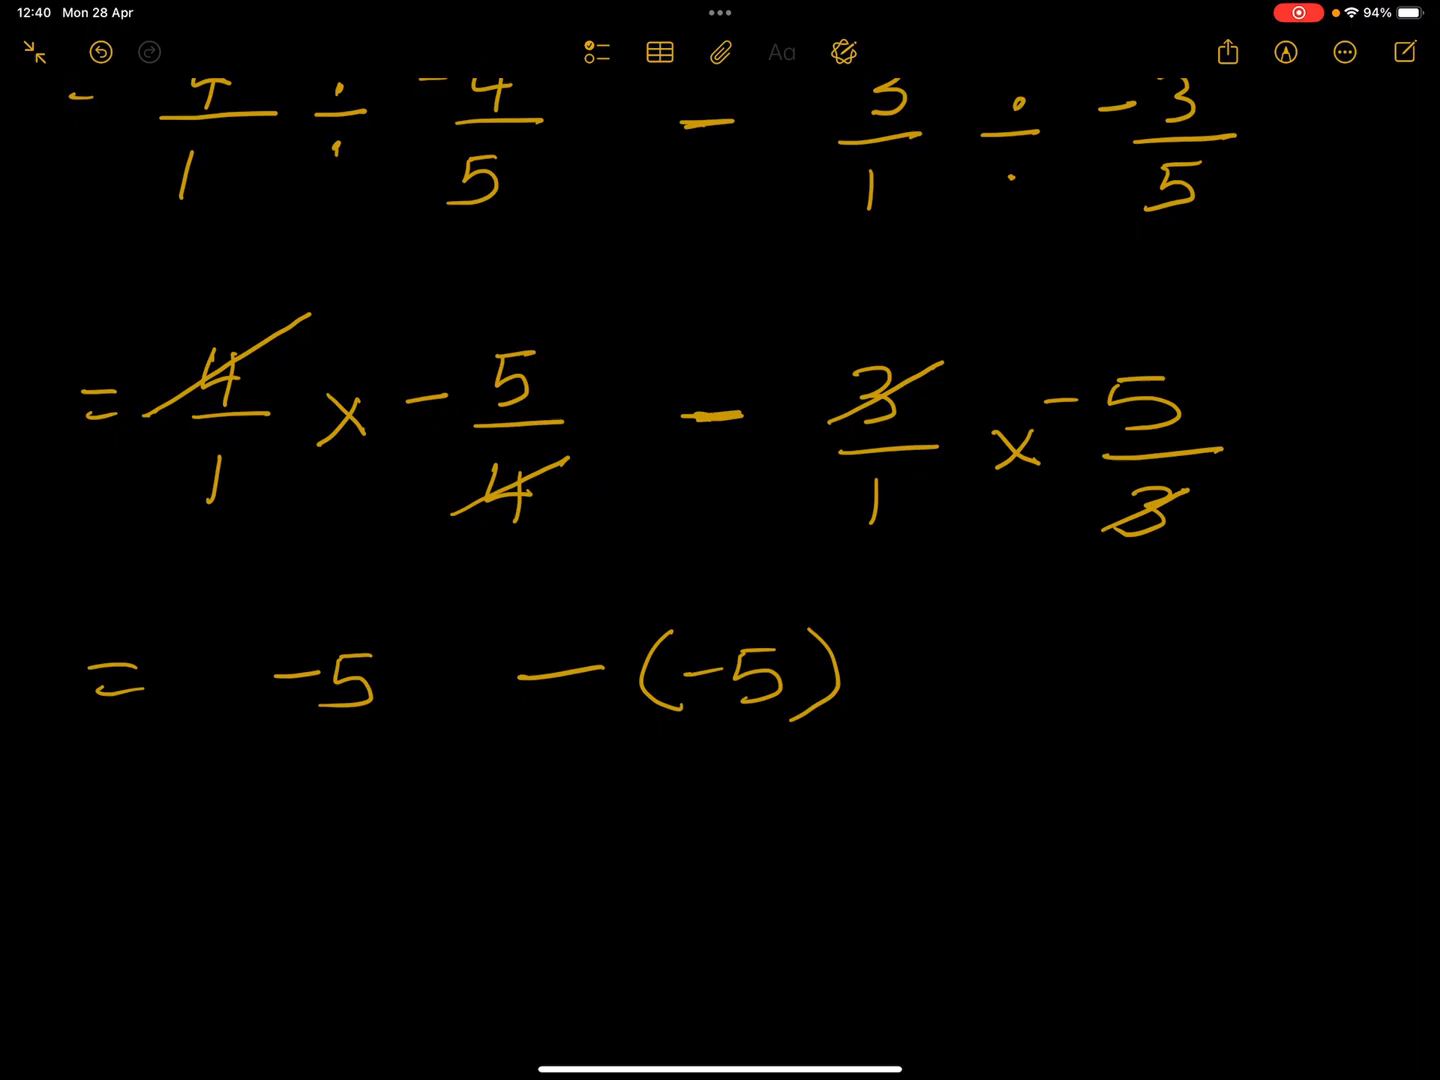 12:40 Mon 28 Apr 94%
Aa
= 4/1 ÷ -4/5 - 3/1 ÷ -3/5
= 4/1 x -5/4 - 3/1 x -5/3
= -5 - (-5)